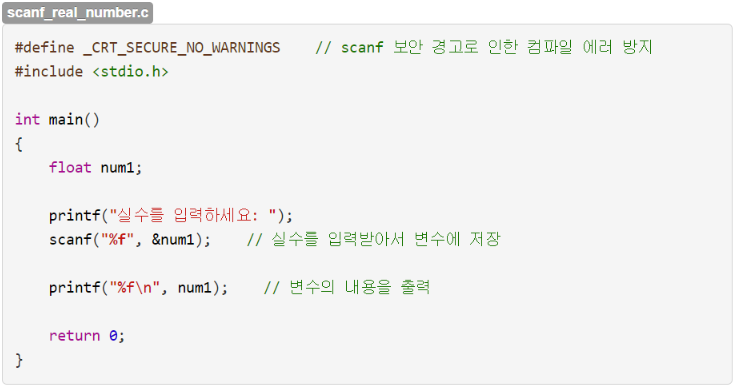 scanf_real_number.c
#define _CRT_SECURE_NO_WARNINGS    // scanf 보안 경고로 인한 컴파일 에러 방지
#include <stdio.h>
int main()
{
    float num1;
    printf("실수를 입력하세요: ");
    scanf("%f", &num1);    // 실수를 입력받아서 변수에 저장
    printf("%f\n", num1);    // 변수의 내용을 출력
    return 0;
}